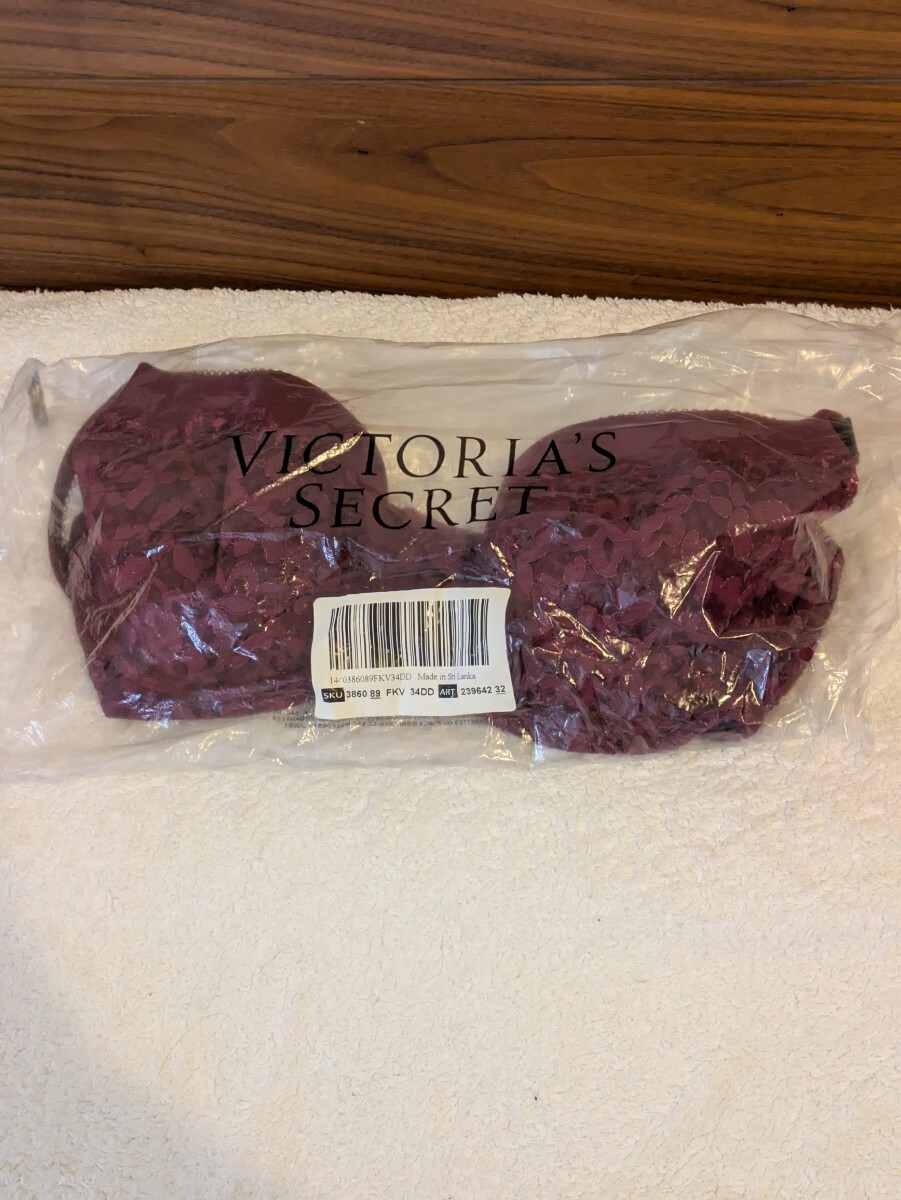 VICTORIA'S
SECRET
14/ 0386089FKV34DD Made in Sri Lanka
SKU 3860 89 FKV 34DD ART 239642 32